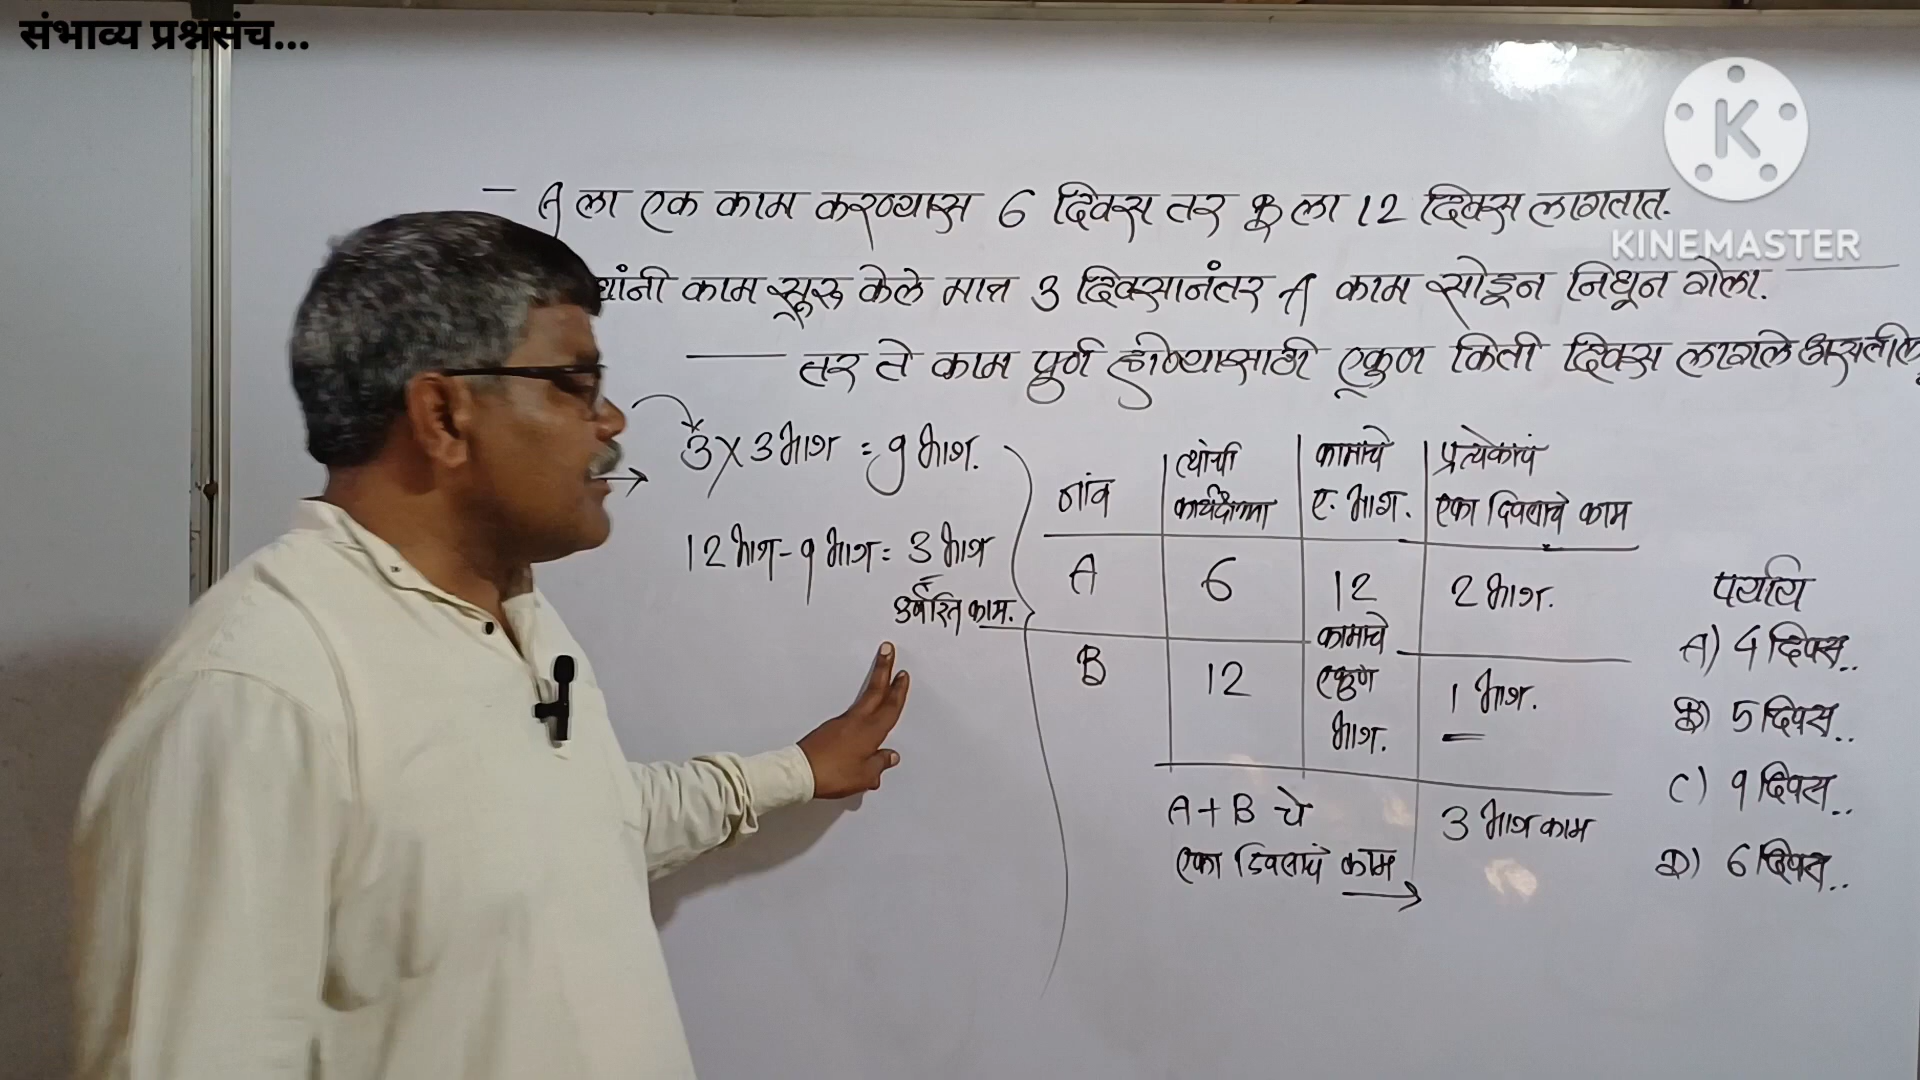 संभाव्य प्रश्नसंच...
KINEMASTER
- A ला एक काम करण्यास 6 दिवस तर B ला 12 दिवस लागतात.
काम सूरू केले मात्र 3 दिवसानंतर A काम सोडून निघून गेला.
तर ते काम पूर्ण होण्यासाठी एकुण किती दिवस लागले असतील
3 x 3 भाग = 9 भाग.
12 भाग - 9 भाग = 3 भाग
उर्वरित काम.
नांव त्यांची कार्यक्षमता कामाचे ए. भाग. प्रत्येकाचं एका दिवसाचे काम
A 6 12 2 भाग.
B 12 कामाचे एकुण भाग. 1 भाग.
A+B चे एका दिवसाचं काम → 3 भाग काम
पर्याय
A) 4 दिवस..
B) 5 दिवस..
C) 9 दिवस..
D) 6 दिवस..